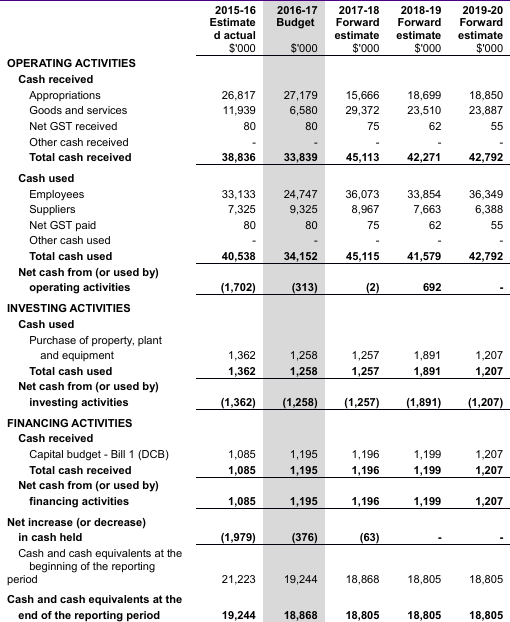 2015-16 2016-17 2017-18 2018-19 2019-20
Estimate Budget Forward Forward Forward
d actual estimate estimate estimate
$'000 $'000 $'000 $'000 $'000
OPERATING ACTIVITIES
Cash received
Appropriations 26,817 27,179 15,666 18,699 18,850
Goods and services 11,939 6,580 29,372 23,510 23,887
Net GST received 80 80 75 62 55
Other cash received - - - - -
Total cash received 38,836 33,839 45,113 42,271 42,792
Cash used
Employees 33,133 24,747 36,073 33,854 36,349
Suppliers 7,325 9,325 8,967 7,663 6,388
Net GST paid 80 80 75 62 55
Other cash used - - - - -
Total cash used 40,538 34,152 45,115 41,579 42,792
Net cash from (or used by)
operating activities (1,702) (313) (2) 692 -
INVESTING ACTIVITIES
Cash used
Purchase of property, plant
and equipment 1,362 1,258 1,257 1,891 1,207
Total cash used 1,362 1,258 1,257 1,891 1,207
Net cash from (or used by)
investing activities (1,362) (1,258) (1,257) (1,891) (1,207)
FINANCING ACTIVITIES
Cash received
Capital budget - Bill 1 (DCB) 1,085 1,195 1,196 1,199 1,207
Total cash received 1,085 1,195 1,196 1,199 1,207
Net cash from (or used by)
financing activities 1,085 1,195 1,196 1,199 1,207
Net increase (or decrease)
in cash held (1,979) (376) (63) - -
Cash and cash equivalents at the
beginning of the reporting
period 21,223 19,244 18,868 18,805 18,805
Cash and cash equivalents at the
end of the reporting period 19,244 18,868 18,805 18,805 18,805